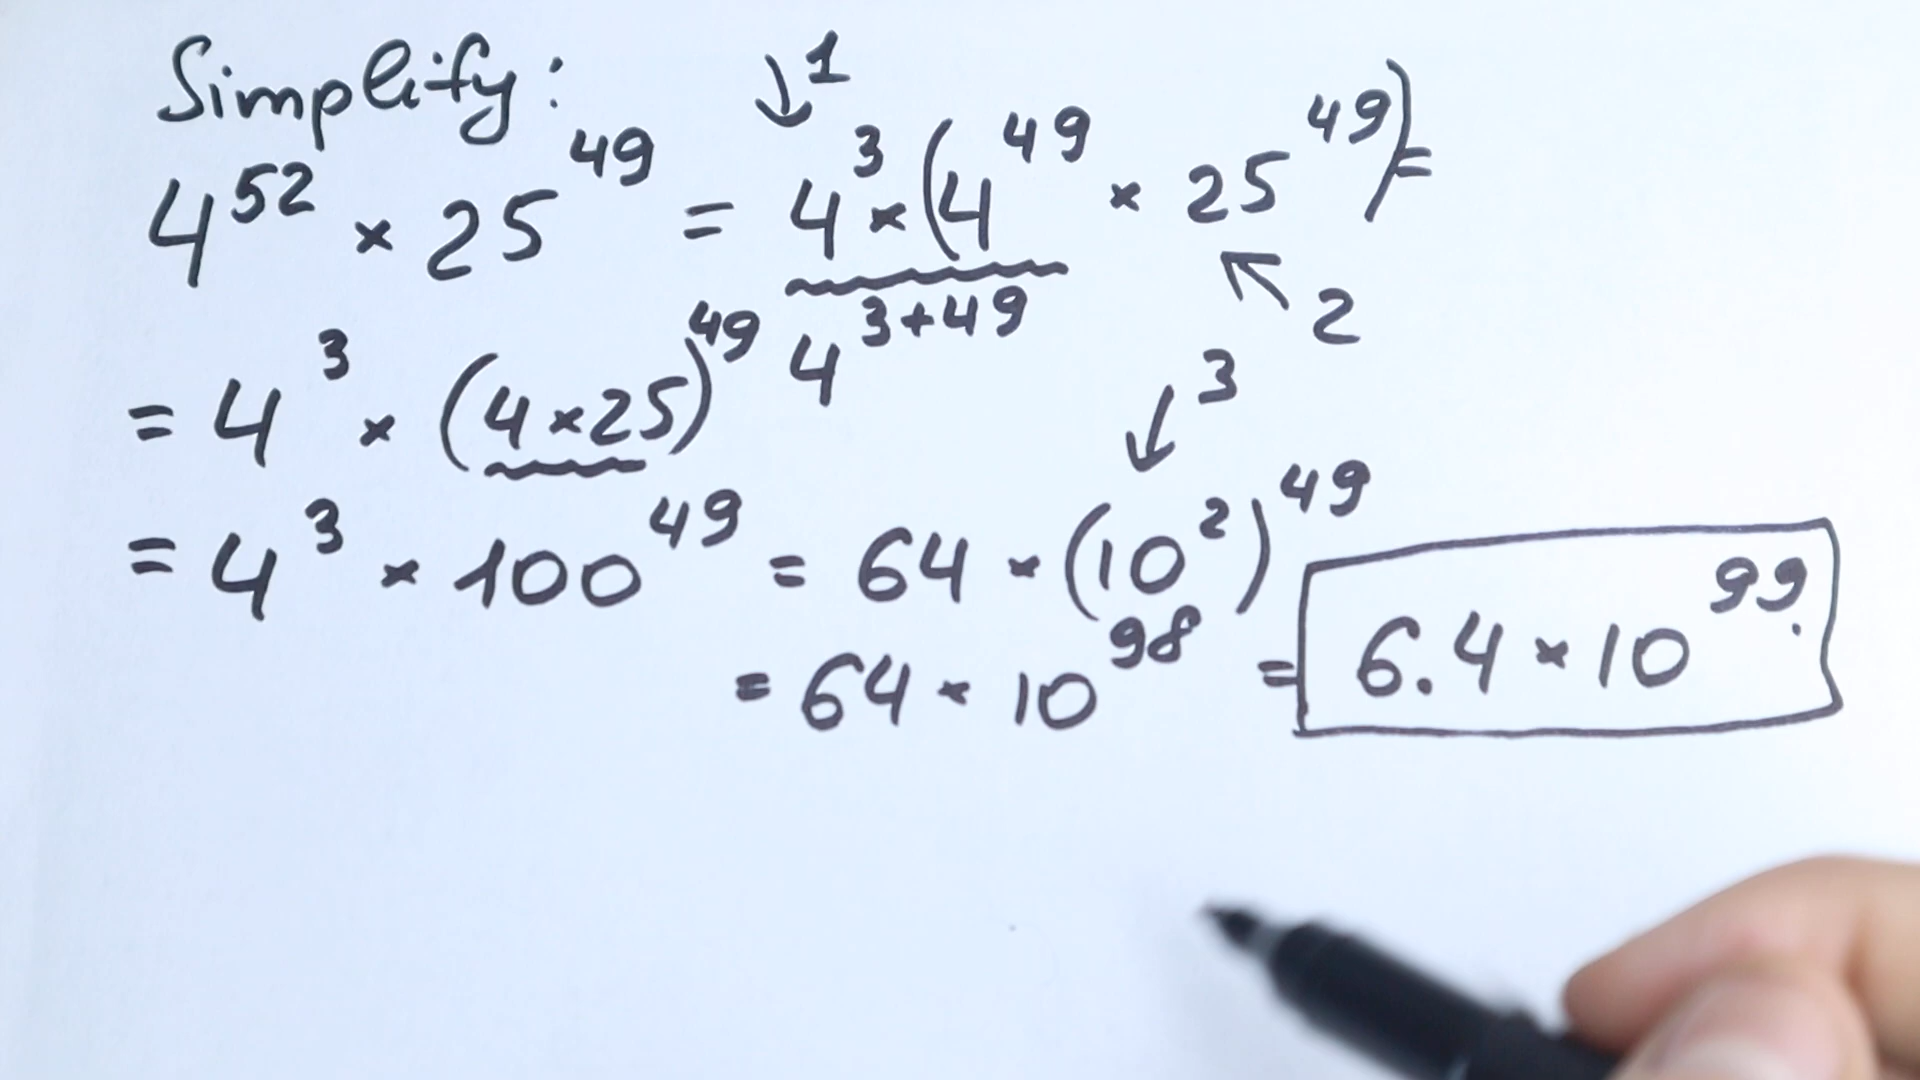 Simplify:
↓1
4^52 × 25^49 = 4^3 × (4^49 × 25^49) =
4^(3+49)
↖ 2
= 4^3 × (4×25)^49
↓ 3
= 4^3 × 100^49 = 64 × (10^2)^49
= 64 × 10^98 = 6.4 × 10^99.